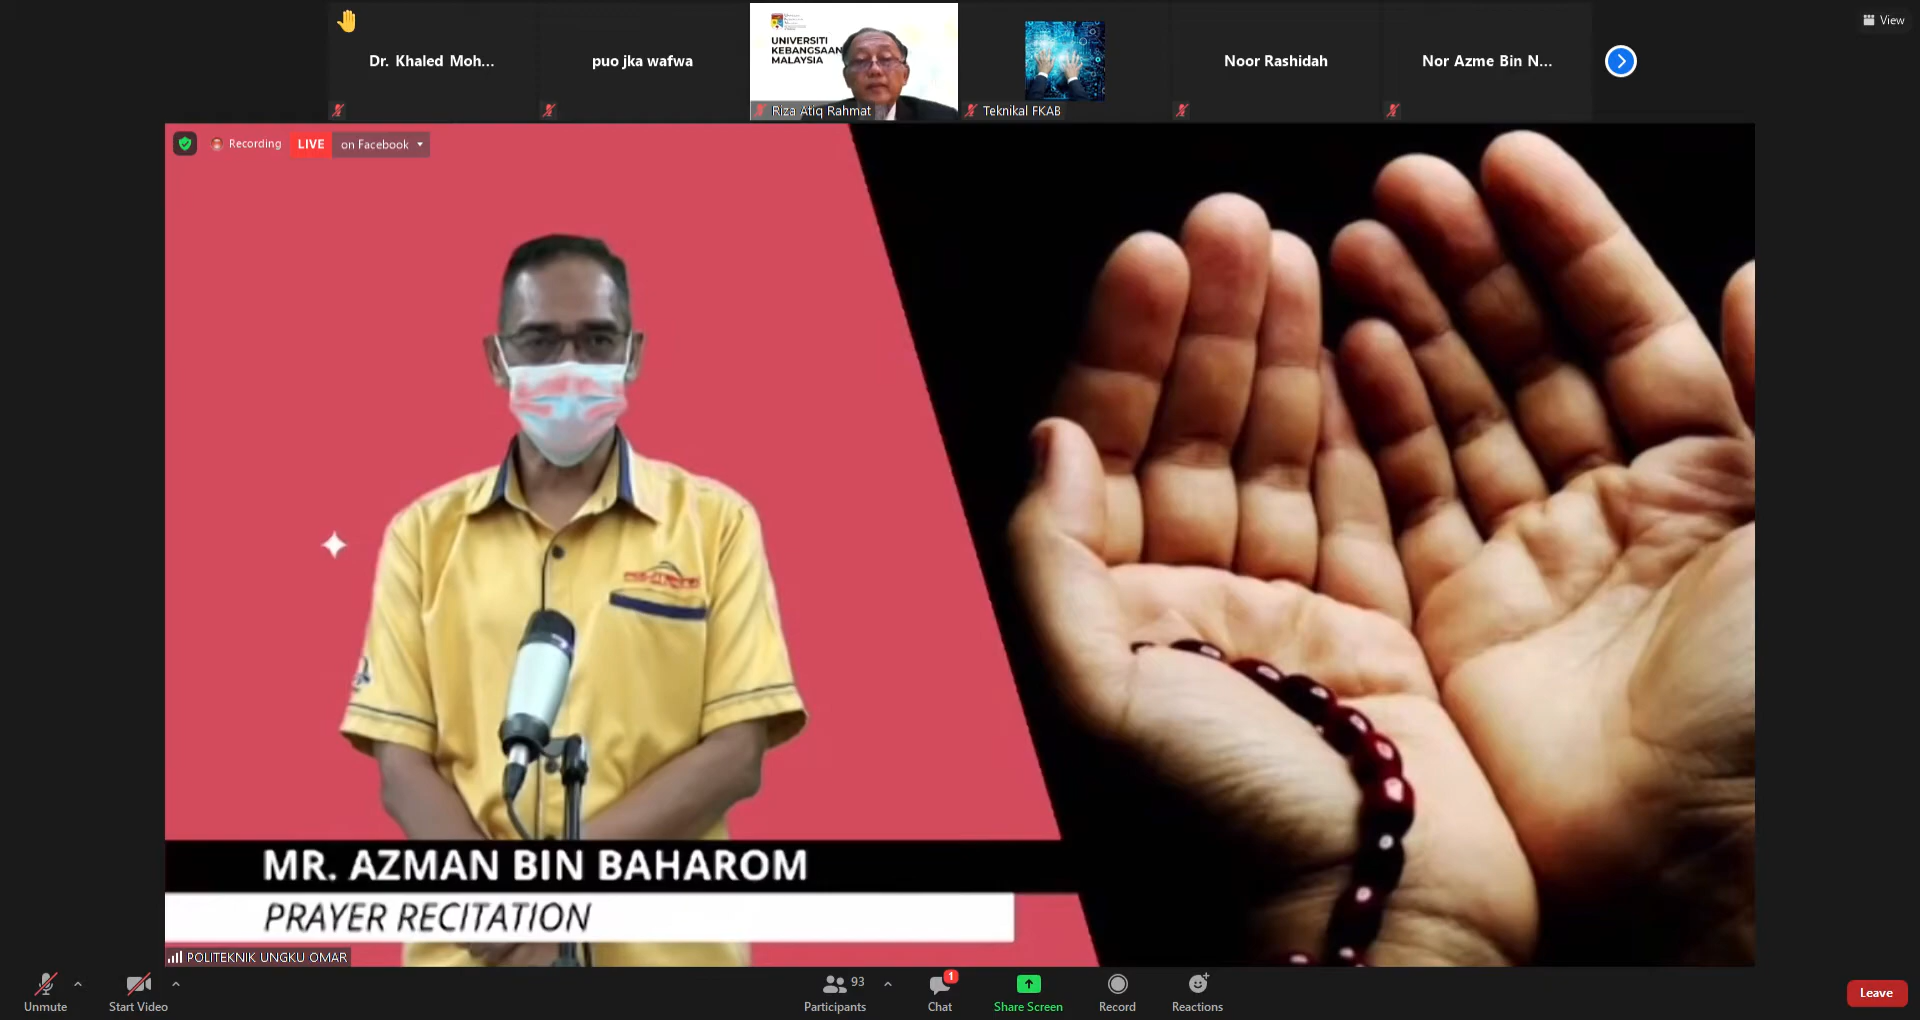 View
Dr. Khaled Moh...
puo jka wafwa
UNIVERSITI
KEBANGSAAN
MALAYSIA
Riza Atiq Rahmat
Teknikal FKAB
Noor Rashidah
Nor Azme Bin N...
Recording
LIVE
on Facebook
MR. AZMAN BIN BAHAROM
PRAYER RECITATION
POLITEKNIK UNGKU OMAR
Unmute
Start Video
93
Participants
1
Chat
Share Screen
Record
Reactions
Leave